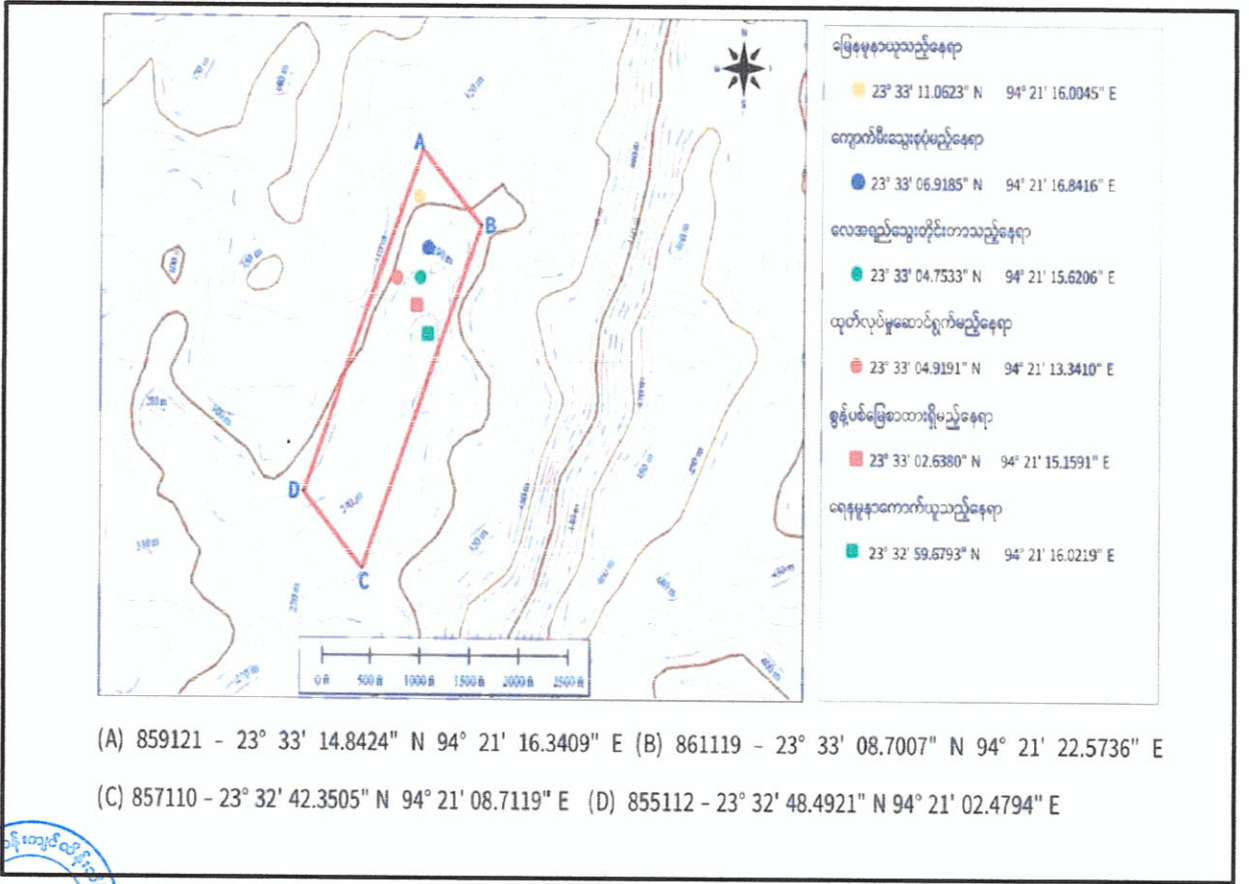 N
S
A
B
C
D
0 ft 500 ft 1000 ft 1500 ft 2000 ft 2500 ft
မြေနမူနာယူသည့်နေရာ
23° 33' 11.0623" N 94° 21' 16.0045" E
ကျောက်မီးသွေးစုပုံမည့်နေရာ
23° 33' 06.9185" N 94° 21' 16.8416" E
လေအရည်သွေးတိုင်းတာသည့်နေရာ
23° 33' 04.7533" N 94° 21' 15.6206" E
ထုတ်လုပ်မှုဆောင်ရွက်မည့်နေရာ
23° 33' 04.9191" N 94° 21' 13.3410" E
စွန့်ပစ်မြေစာထားရှိမည့်နေရာ
23° 33' 02.6380" N 94° 21' 15.1591" E
ရေနမူနာကောက်ယူသည့်နေရာ
23° 32' 59.6793" N 94° 21' 16.0219" E
(A) 859121 - 23° 33' 14.8424" N 94° 21' 16.3409" E (B) 861119 - 23° 33' 08.7007" N 94° 21' 22.5736" E
(C) 857110 - 23° 32' 42.3505" N 94° 21' 08.7119" E (D) 855112 - 23° 32' 48.4921" N 94° 21' 02.4794" E